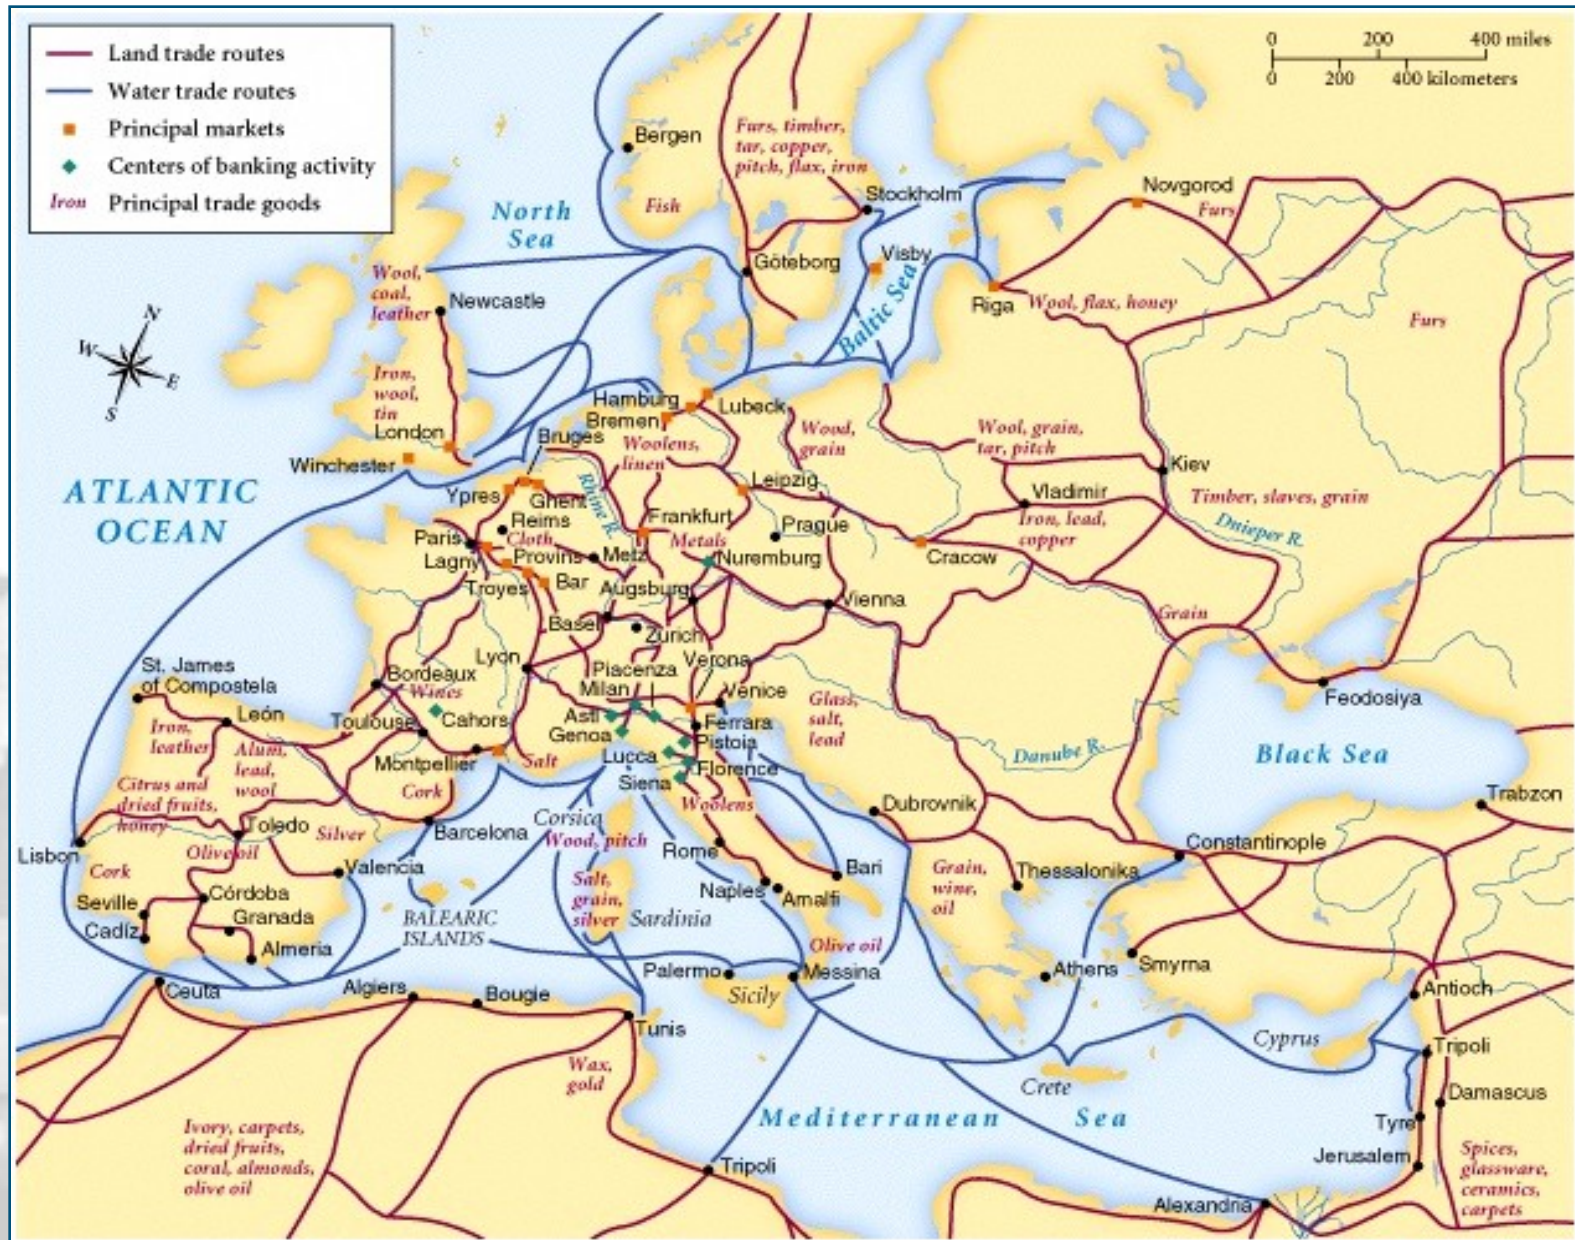 Land trade routes
Water trade routes
Principal markets
Centers of banking activity
Iron Principal trade goods
0 200 400 miles
0 200 400 kilometers
N
W
E
S
North
Sea
ATLANTIC
OCEAN
Bergen
Fish
Furs, timber,
tar, copper,
pitch, flax, iron
Stockholm
Göteborg
Visby
Baltic Sea
Novgorod
Furs
Riga
Wool, flax, honey
Furs
Wool,
coal,
leather
Newcastle
Iron,
wool,
tin
London
Winchester
Hamburg
Bremen
Lubeck
Bruges
Woolens,
linen
Wood,
grain
Wool, grain,
tar, pitch
Kiev
Leipzig
Vladimir
Timber, slaves, grain
Iron, lead,
copper
Dnieper R.
Ypres
Ghent
Rhine R.
Reims
Cloth
Frankfurt
Metals
Prague
Cracow
Paris
Lagny
Provins
Metz
Nuremburg
Troyes
Bar
Augsburg
Vienna
Grain
Basel
Zurich
Lyon
Piacenza
Verona
Milan
Venice
St. James
of Compostela
Bordeaux
Wines
León
Toulouse
Cahors
Asti
Genoa
Ferrara
Pistoia
Glass,
salt,
lead
Feodosiya
Iron,
leather
Alum,
lead,
wool
Montpellier
Salt
Lucca
Florence
Siena
Woolens
Danube R.
Black Sea
Citrus and
dried fruits,
honey
Cork
Toledo
Silver
Barcelona
Corsica
Wood, pitch
Dubrovnik
Trabzon
Constantinople
Lisbon
Cork
Olive oil
Valencia
Rome
Bari
Grain,
wine,
oil
Thessalonika
Seville
Córdoba
Salt,
grain,
silver
Sardinia
Naples
Amalfi
Cadíz
Granada
BALEARIC
ISLANDS
Almeria
Olive oil
Palermo
Messina
Sicily
Athens
Smyrna
Antioch
Ceuta
Algiers
Bougie
Tunis
Cyprus
Tripoli
Wax,
gold
Crete
Damascus
Mediterranean Sea
Tyre
Ivory, carpets,
dried fruits,
coral, almonds,
olive oil
Tripoli
Jerusalem
Spices,
glassware,
ceramics,
carpets
Alexandria